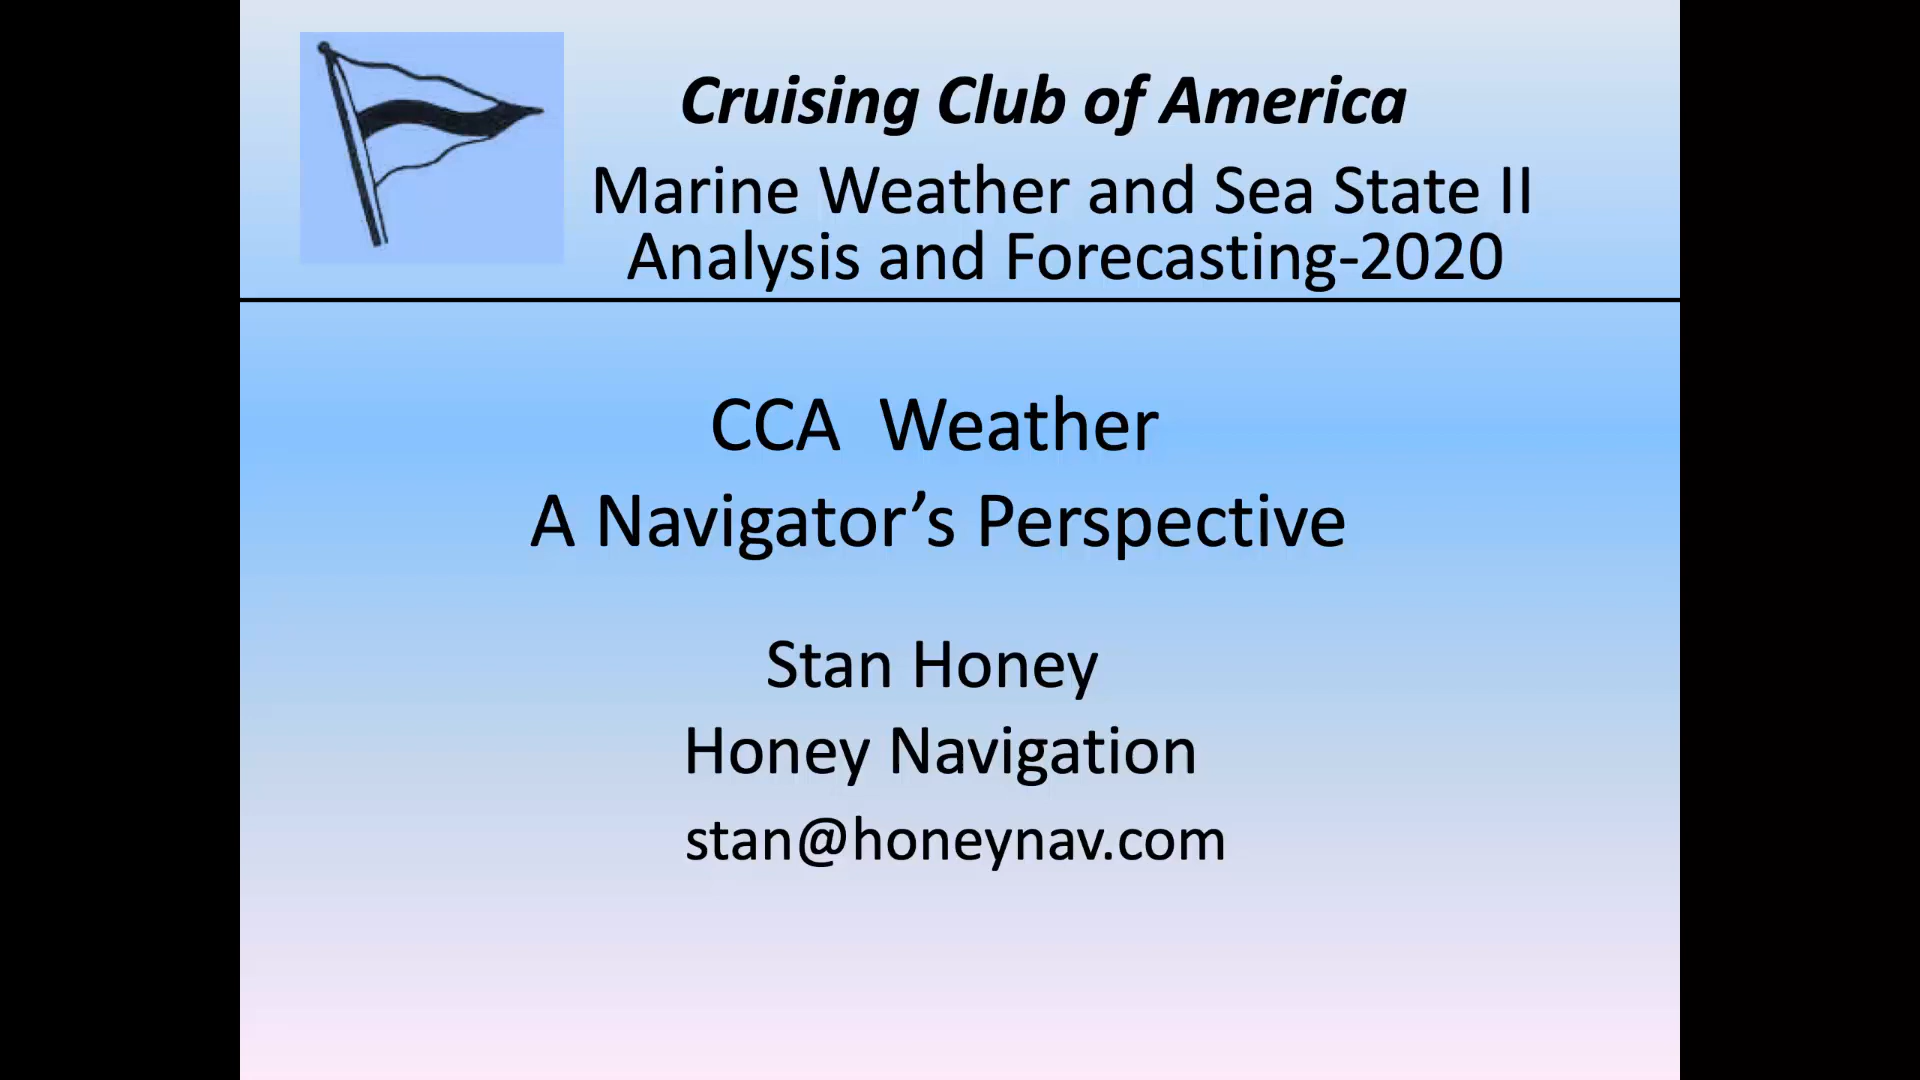 Cruising Club of America
Marine Weather and Sea State II
Analysis and Forecasting-2020
CCA  Weather
A Navigator’s Perspective
Stan Honey
Honey Navigation
stan@honeynav.com